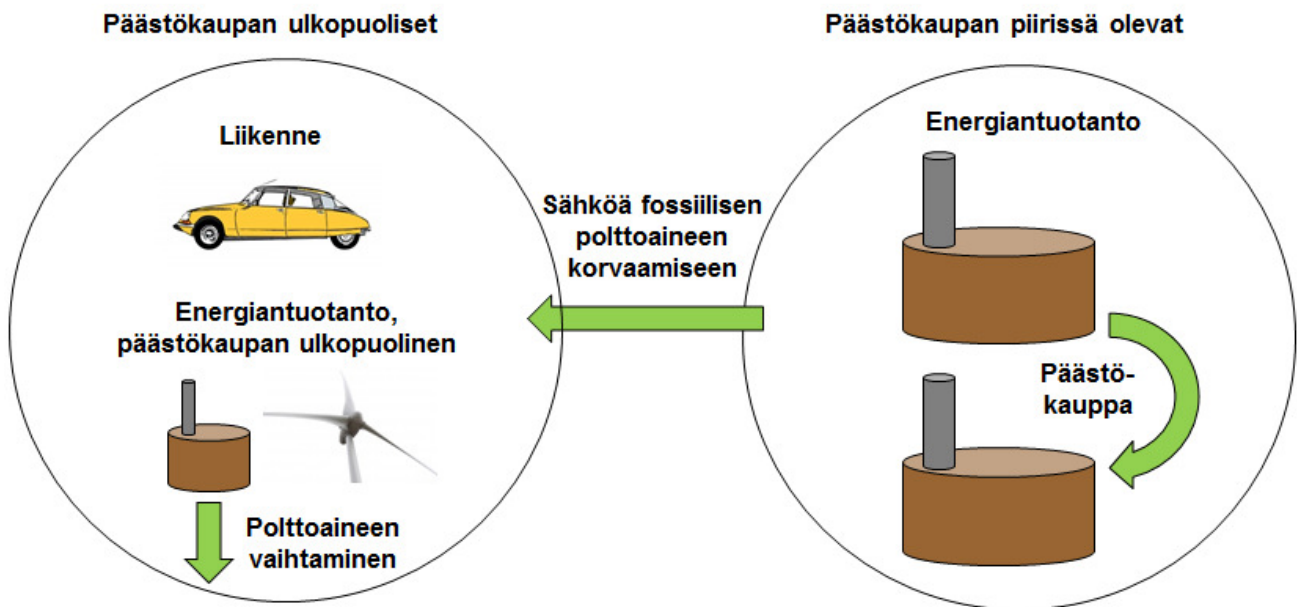 Päästökaupan ulkopuoliset
Päästökaupan piirissä olevat
Liikenne
Energiantuotanto
Sähköä fossiilisen
polttoaineen
korvaamiseen
Energiantuotanto,
päästökaupan ulkopuolinen
Päästö-
kauppa
Polttoaineen
vaihtaminen